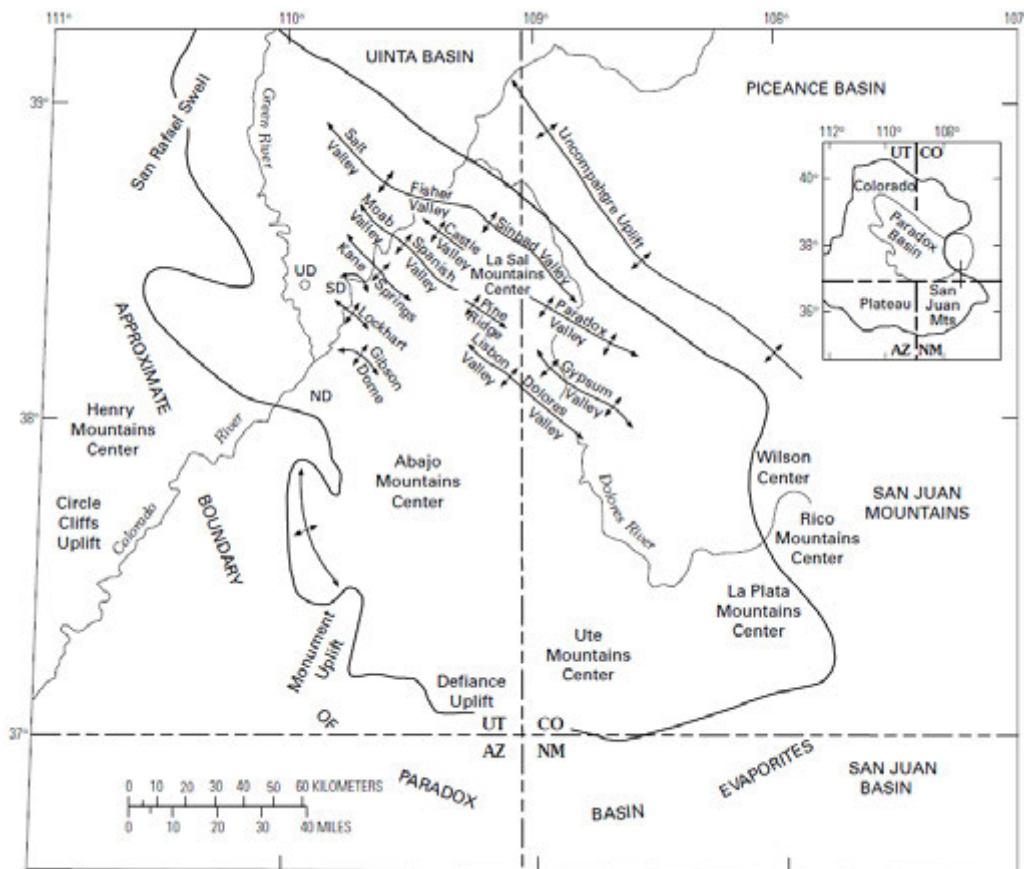 111°
110°
109°
108°
107
UINTA BASIN
PICEANCE BASIN
39°
San Rafael Swell
Green River
Salt
Valley
Fisher
Valley
Moab
Valley
Spanish
Valley
Castle
Valley
Sinbad Valley
Uncompahgre Uplift
112°
110°
108°
UT CO
40°
Colorado
Paradox
Basin
38°
San
Juan
Mts
Plateau
36°
AZ NM
UD
SD
Kane
Springs
Lockhart
La Sal
Mountains
Center
Pine
Ridge
Paradox
Valley
Lisbon
Valley
Dolores
Valley
Gypsum
Valley
Gibson
Dome
ND
APPROXIMATE
38°
Henry
Mountains
Center
River
Abajo
Mountains
Center
Wilson
Center
SAN JUAN
MOUNTAINS
Circle
Cliffs
Uplift
Colorado
BOUNDARY
Dolores River
Rico
Mountains
Center
La Plata
Mountains
Center
Monument
Uplift
Ute
Mountains
Center
Defiance
Uplift
OF
UT CO
37°
AZ NM
PARADOX
BASIN
EVAPORITES
SAN JUAN
BASIN
0 10 20 30 40 50 60 KILOMETERS
0 10 20 30 40 MILES
110°
109°
108°